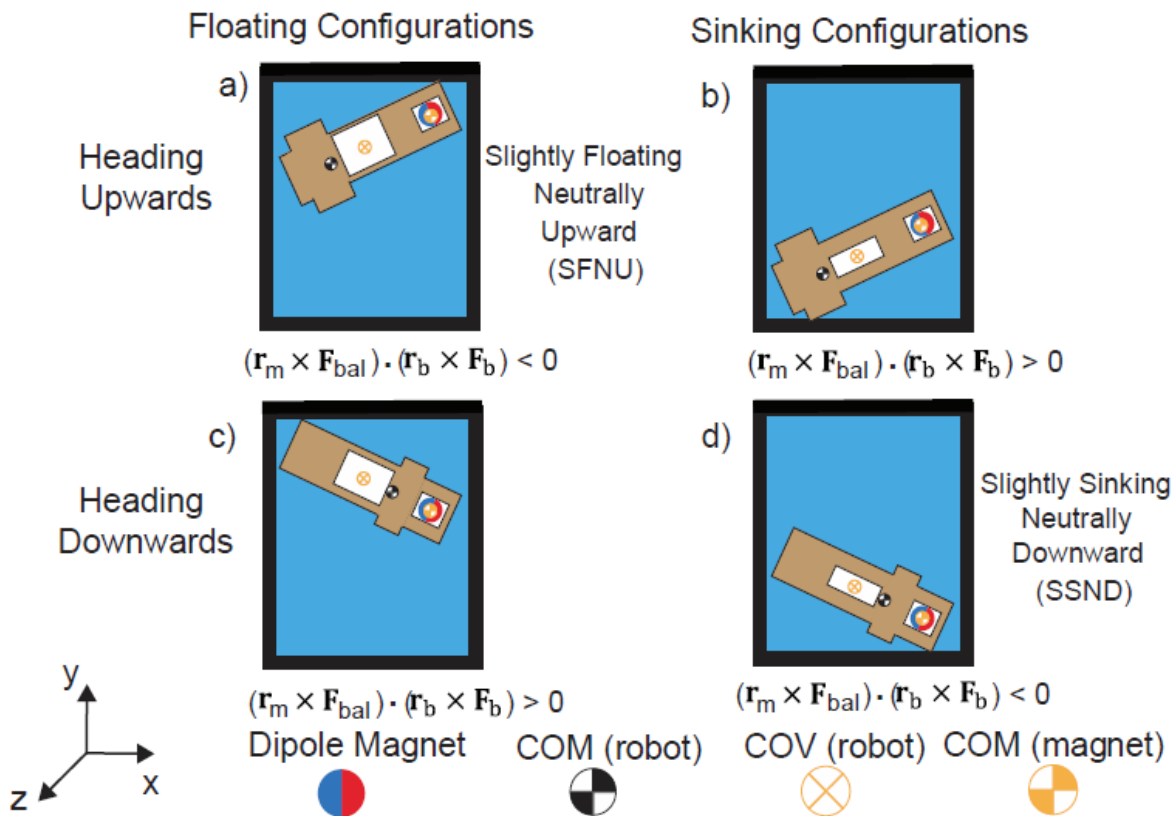 Floating Configurations
Sinking Configurations
a)
b)
Heading
Upwards
Slightly Floating
Neutrally
Upward
(SFNU)
(𝐫m × 𝐅bal) · (𝐫b × 𝐅b) < 0
(𝐫m × 𝐅bal) · (𝐫b × 𝐅b) > 0
c)
d)
Heading
Downwards
Slightly Sinking
Neutrally
Downward
(SSND)
(𝐫m × 𝐅bal) · (𝐫b × 𝐅b) > 0
(𝐫m × 𝐅bal) · (𝐫b × 𝐅b) < 0
y
x
z
Dipole Magnet
COM (robot)
COV (robot)
COM (magnet)